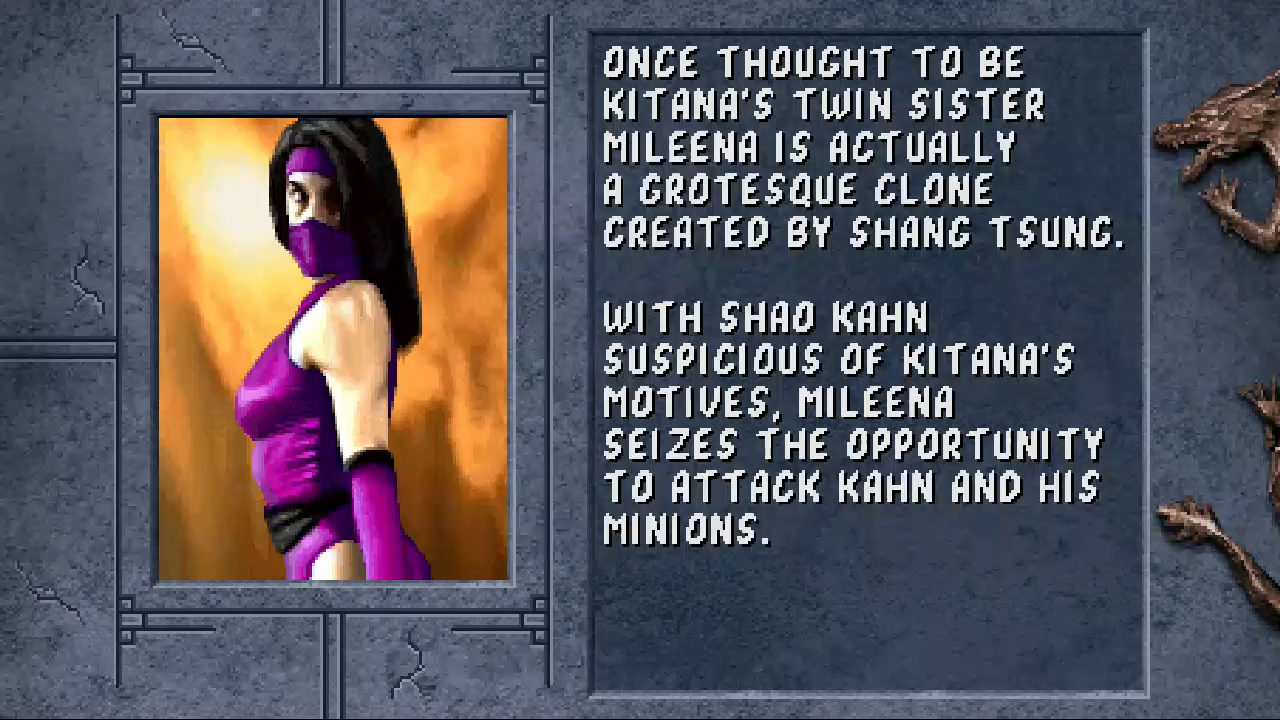 ONCE THOUGHT TO BE
KITANA'S TWIN SISTER
MILEENA IS ACTUALLY
A GROTESQUE CLONE
CREATED BY SHANG TSUNG.
WITH SHAO KAHN
SUSPICIOUS OF KITANA'S
MOTIVES, MILEENA
SEIZES THE OPPORTUNITY
TO ATTACK KAHN AND HIS
MINIONS.